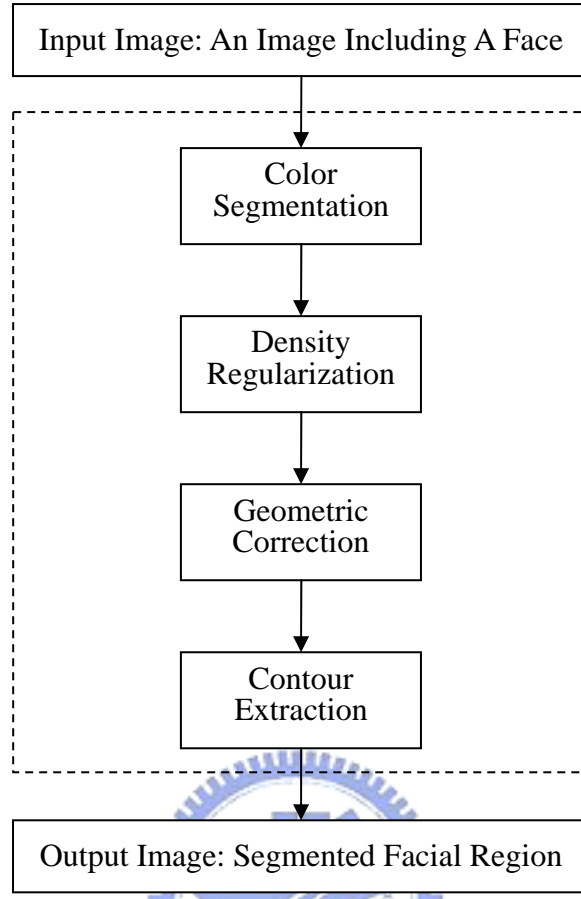 Input Image: An Image Including A Face
Color
Segmentation
Density
Regularization
Geometric
Correction
Contour
Extraction
Output Image: Segmented Facial Region